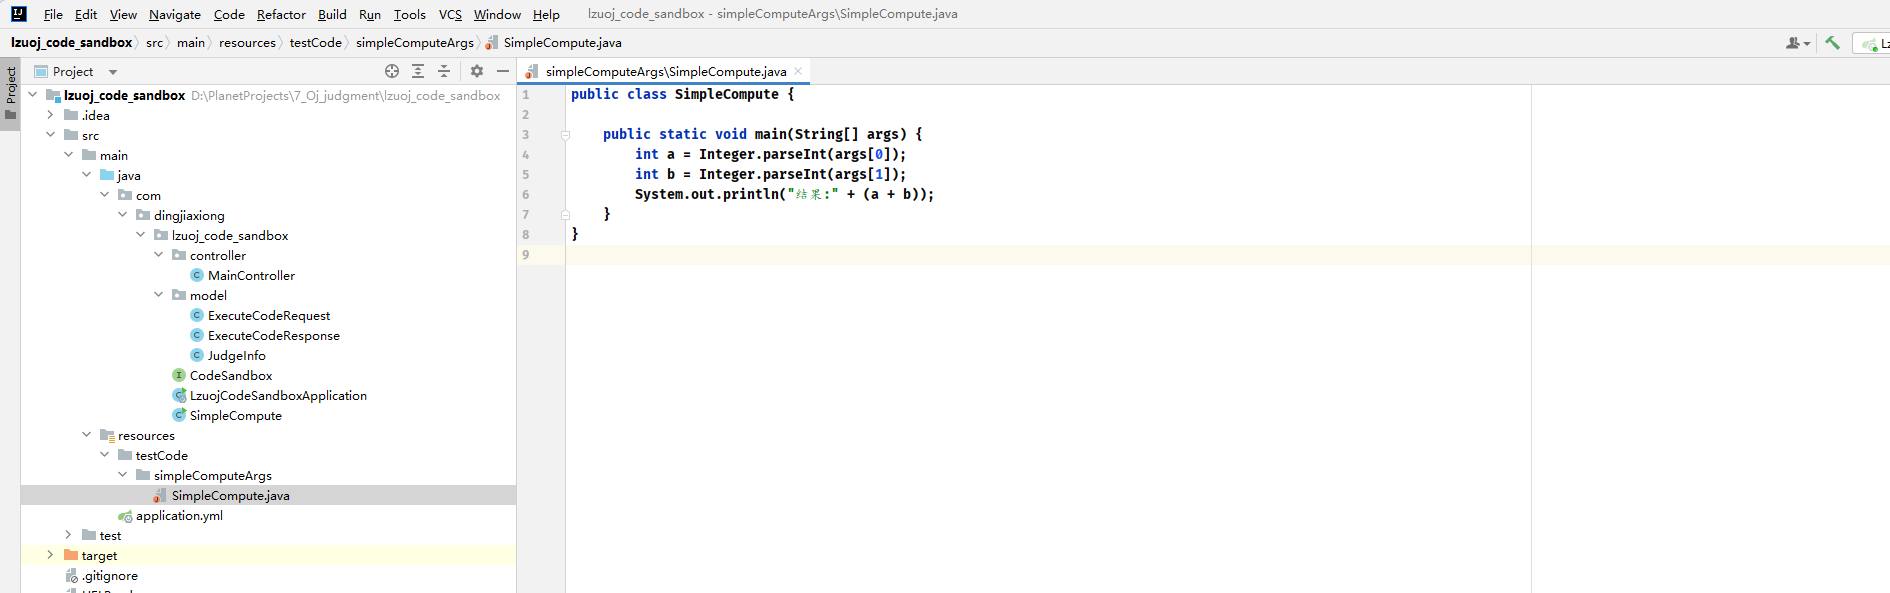 File Edit View Navigate Code Refactor Build Run Tools VCS Window Help lzuoj_code_sandbox - simpleComputeArgs\SimpleCompute.java
lzuoj_code_sandbox src main resources testCode simpleComputeArgs SimpleCompute.java Lz
Project
Project
lzuoj_code_sandbox D:\PlanetProjects\7_Oj_judgment\lzuoj_code_sandbox
.idea
src
main
java
com
dingjiaxiong
lzuoj_code_sandbox
controller
MainController
model
ExecuteCodeRequest
ExecuteCodeResponse
JudgeInfo
CodeSandbox
LzuojCodeSandboxApplication
SimpleCompute
resources
testCode
simpleComputeArgs
SimpleCompute.java
application.yml
test
target
.gitignore
simpleComputeArgs\SimpleCompute.java
1 public class SimpleCompute {
2
3 public static void main(String[] args) {
4 int a = Integer.parseInt(args[0]);
5 int b = Integer.parseInt(args[1]);
6 System.out.println("结果:" + (a + b));
7 }
8 }
9